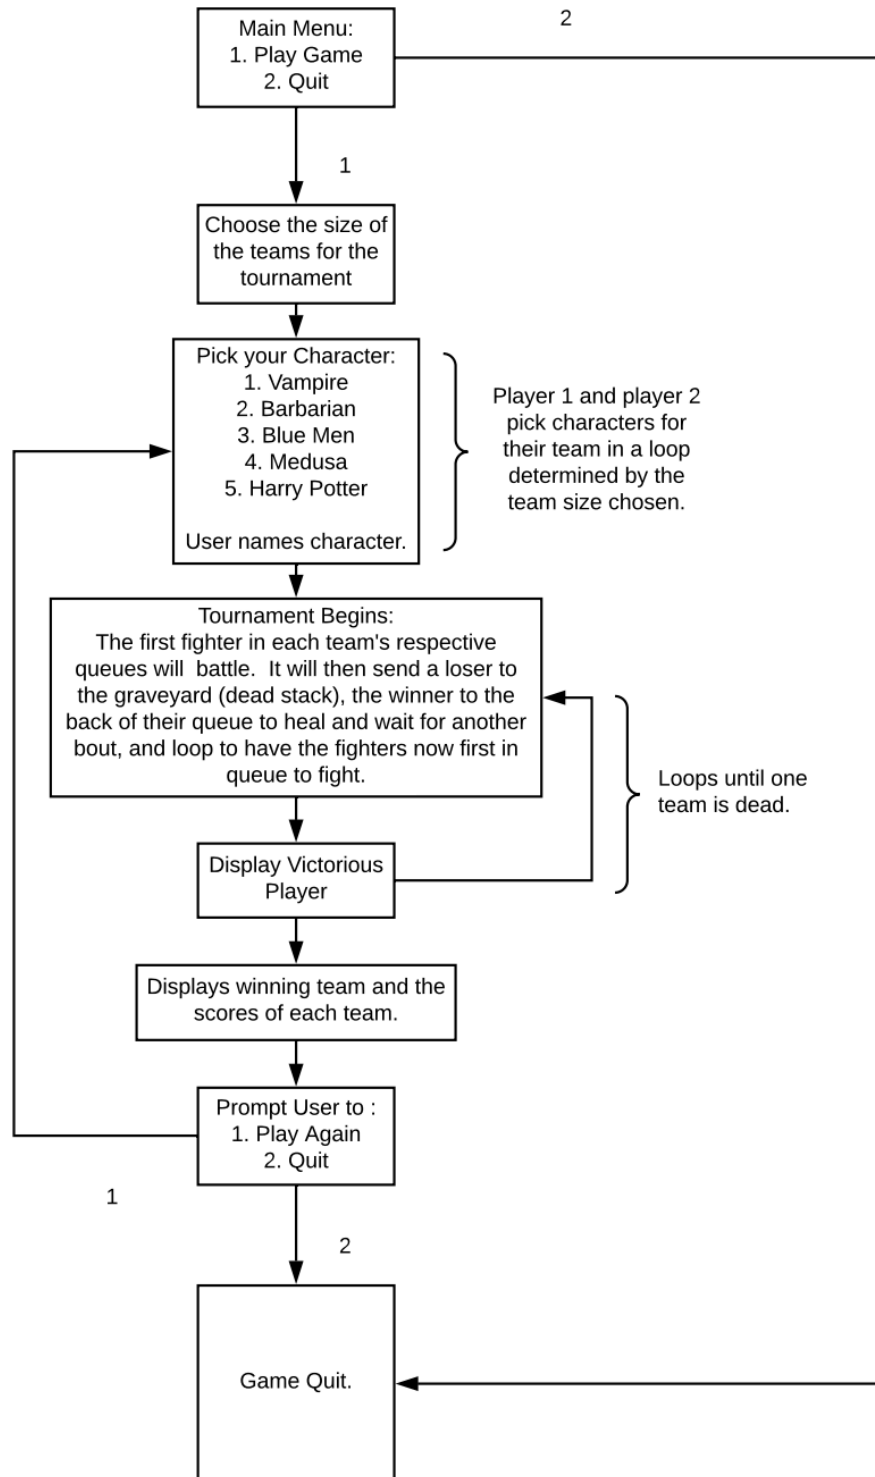 Main Menu:
1. Play Game
2. Quit
2
1
Choose the size of
the teams for the
tournament
Pick your Character:
1. Vampire
2. Barbarian
3. Blue Men
4. Medusa
5. Harry Potter
User names character.
Player 1 and player 2
pick characters for
their team in a loop
determined by the
team size chosen.
Tournament Begins:
The first fighter in each team's respective
queues will  battle.  It will then send a loser to
the graveyard (dead stack), the winner to the
back of their queue to heal and wait for another
bout, and loop to have the fighters now first in
queue to fight.
Loops until one
team is dead.
Display Victorious
Player
Displays winning team and the
scores of each team.
Prompt User to :
1. Play Again
2. Quit
1
2
Game Quit.